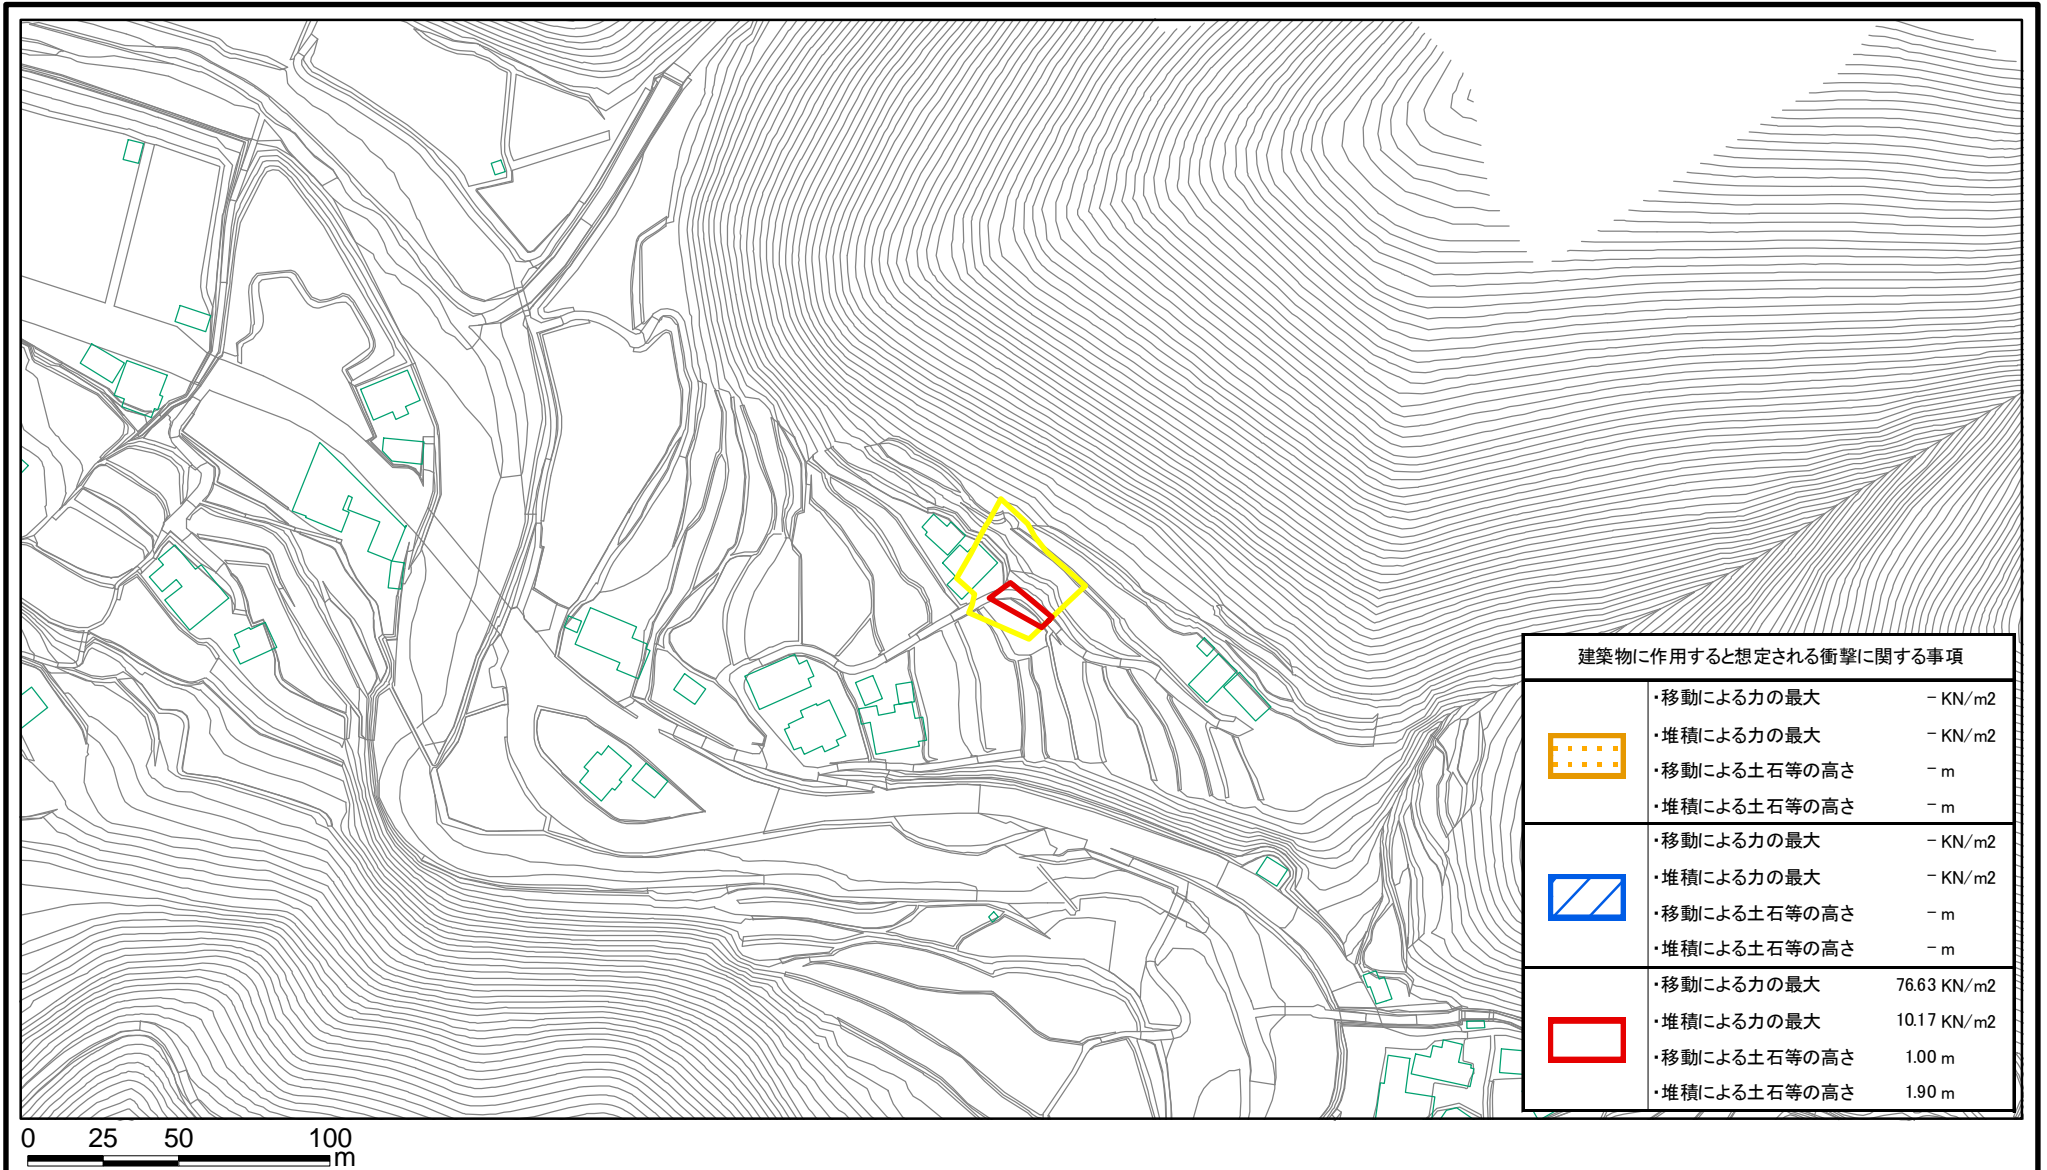 建築物に作用すると想定される衝撃に関する事項
・移動による力の最大 － KN/m2
・堆積による力の最大 － KN/m2
・移動による土石等の高さ － m
・堆積による土石等の高さ － m
・移動による力の最大 － KN/m2
・堆積による力の最大 － KN/m2
・移動による土石等の高さ － m
・堆積による土石等の高さ － m
・移動による力の最大 76.63 KN/m2
・堆積による力の最大 10.17 KN/m2
・移動による土石等の高さ 1.00 m
・堆積による土石等の高さ 1.90 m
0 25 50 100
m